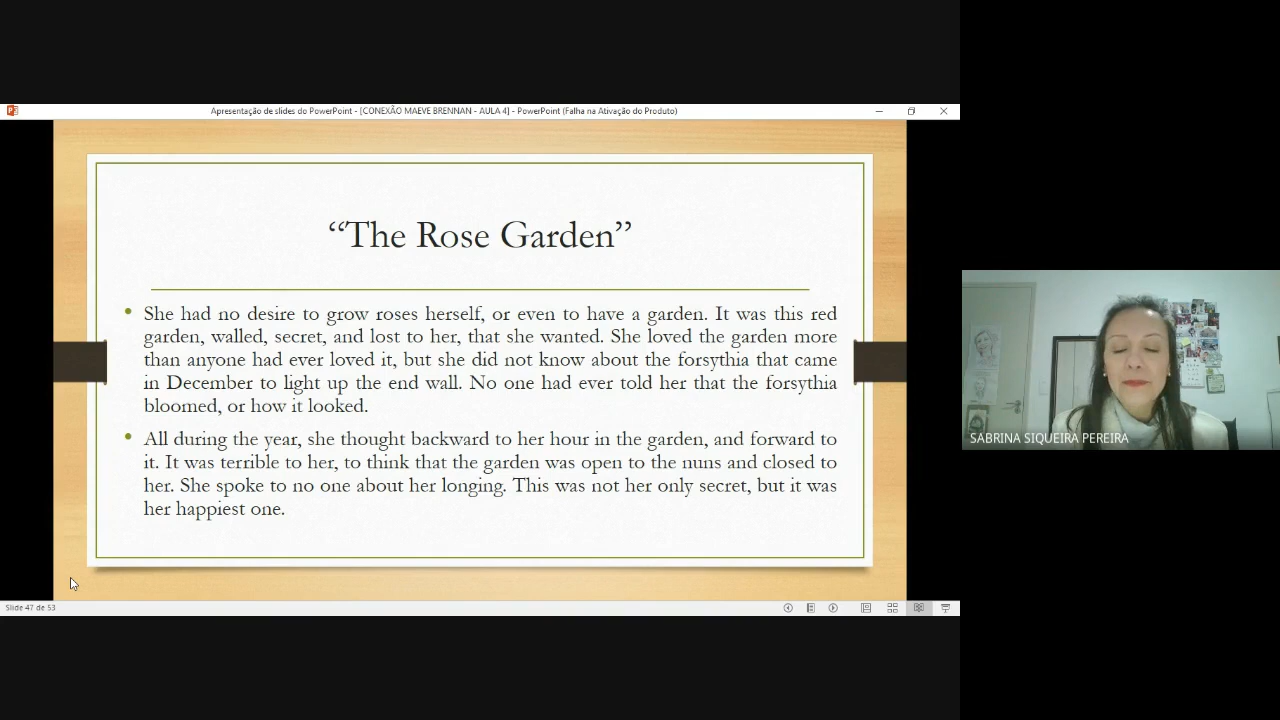 Apresentação de slides do PowerPoint - [CONEXÃO MAEVE BRENNAN - AULA 4] - PowerPoint (Falha na Ativação do Produto)
“The Rose Garden”
• She had no desire to grow roses herself, or even to have a garden. It was this red
garden, walled, secret, and lost to her, that she wanted. She loved the garden more
than anyone had ever loved it, but she did not know about the forsythia that came
in December to light up the end wall. No one had ever told her that the forsythia
bloomed, or how it looked.
• All during the year, she thought backward to her hour in the garden, and forward to
it. It was terrible to her, to think that the garden was open to the nuns and closed to
her. She spoke to no one about her longing. This was not her only secret, but it was
her happiest one.
SABRINA SIQUEIRA PEREIRA
Slide 47 de 53